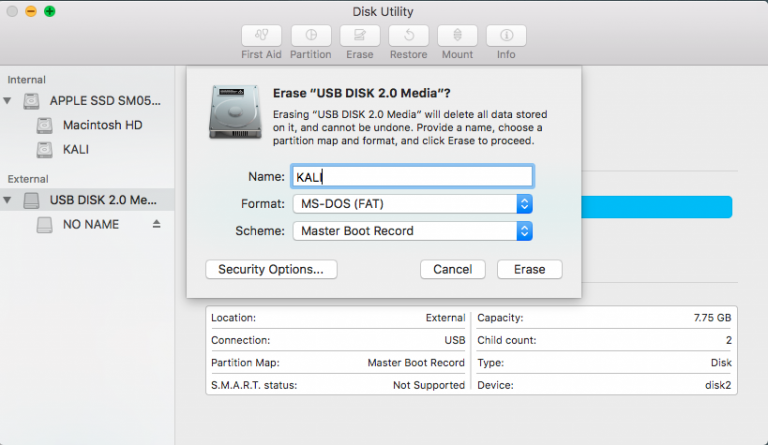 Disk Utility
First Aid
Partition
Erase
Restore
Mount
Info
Internal
APPLE SSD SM05...
Macintosh HD
KALI
External
USB DISK 2.0 Me...
NO NAME
Erase “USB DISK 2.0 Media”?
Erasing “USB DISK 2.0 Media” will delete all data stored
on it, and cannot be undone. Provide a name, choose a
partition map and format, and click Erase to proceed.
Name: KALI
Format: MS-DOS (FAT)
Scheme: Master Boot Record
Security Options...
Cancel
Erase
Location: External
Capacity: 7.75 GB
Connection: USB
Child count: 2
Partition Map: Master Boot Record
Type: Disk
S.M.A.R.T. status: Not Supported
Device: disk2